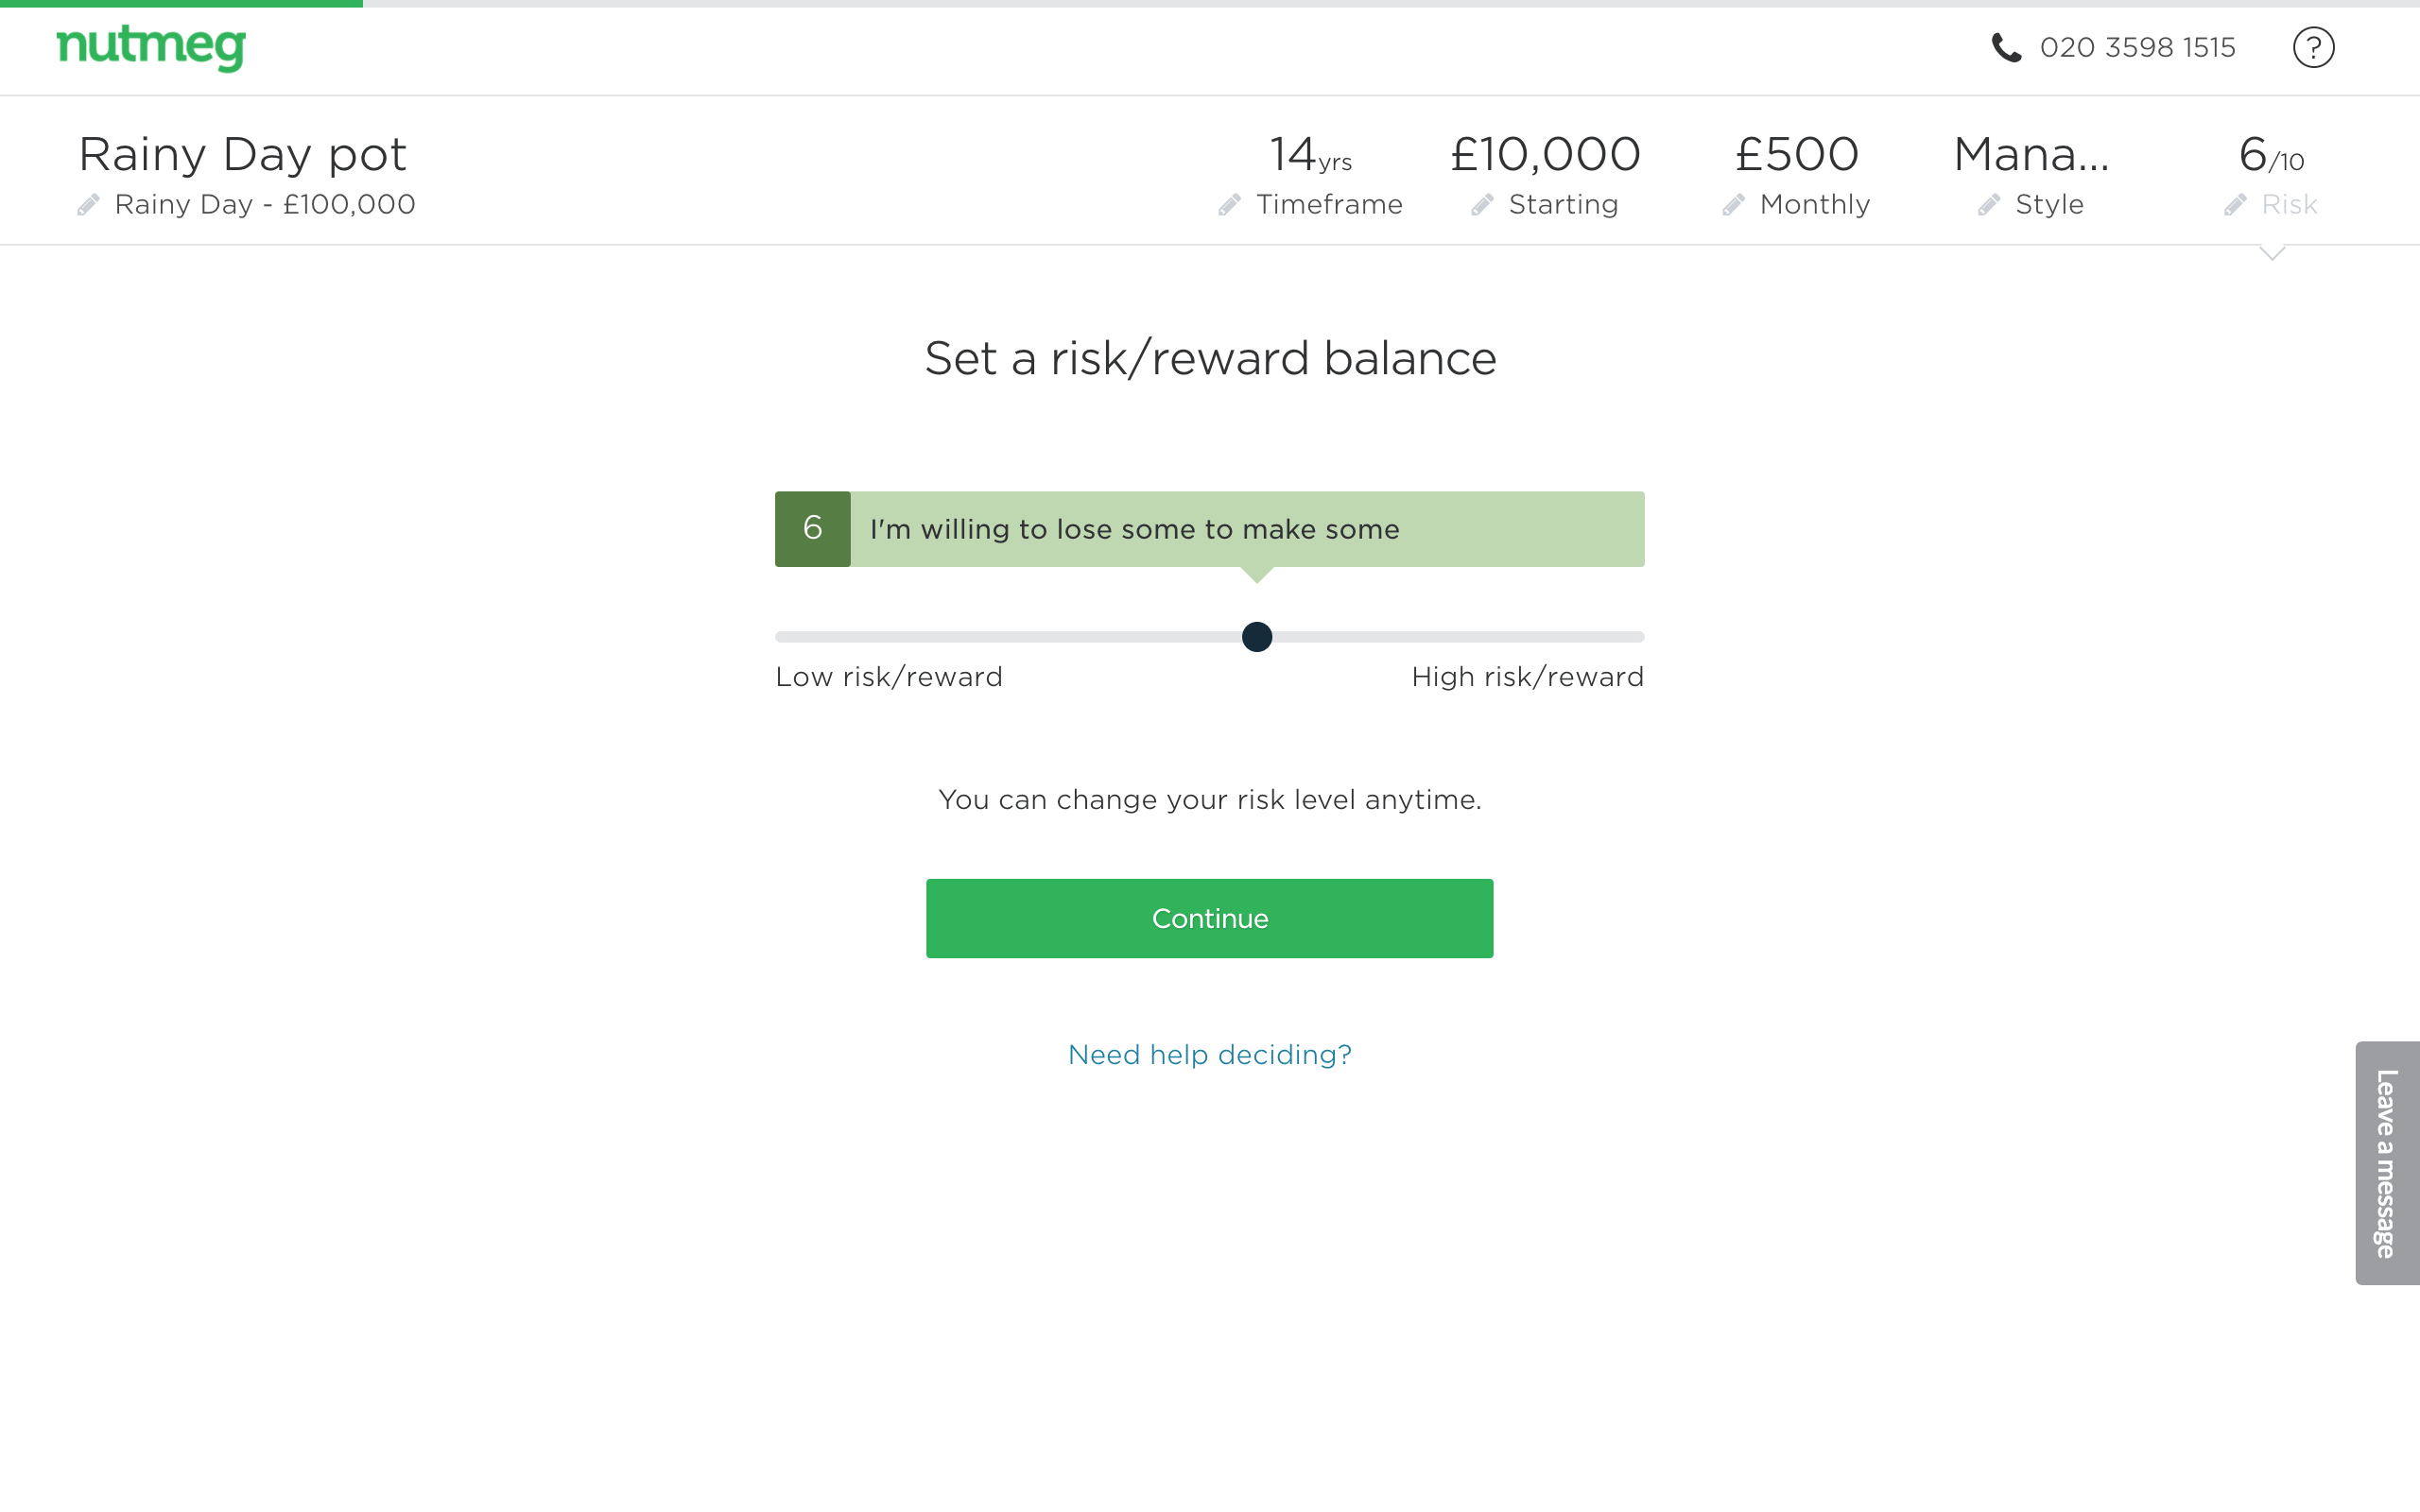 nutmeg
020 3598 1515
?
Rainy Day pot
Rainy Day - £100,000
14yrs
Timeframe
£10,000
Starting
£500
Monthly
Mana...
Style
6/10
Risk
Set a risk/reward balance
6 I'm willing to lose some to make some
Low risk/reward
High risk/reward
You can change your risk level anytime.
Continue
Need help deciding?
Leave a message